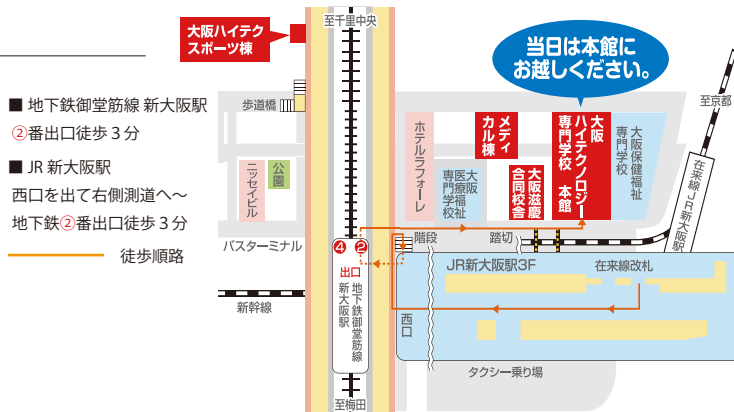 大阪ハイテク
スポーツ棟
至千里中央
当日は本館に
お越しください。
■ 地下鉄御堂筋線 新大阪駅
②番出口徒歩３分
■ JR 新大阪駅
西口を出て右側測道へ～
地下鉄②番出口徒歩３分
徒歩順路
歩道橋
ニッセイビル
公園
バスターミナル
新幹線
ホテルラフォーレ
大阪
医療福祉
専門学校
メディ
カル棟
大阪滋慶
合同校舎
大阪
ハイテクノロジー
専門学校 本館
大阪保健福祉
専門学校
至京都
在来線JR新大阪駅
④ ②
出口
地下鉄御堂筋線
新大阪駅
階段
踏切
JR新大阪駅3F
在来線改札
西口
タクシー乗り場
至梅田